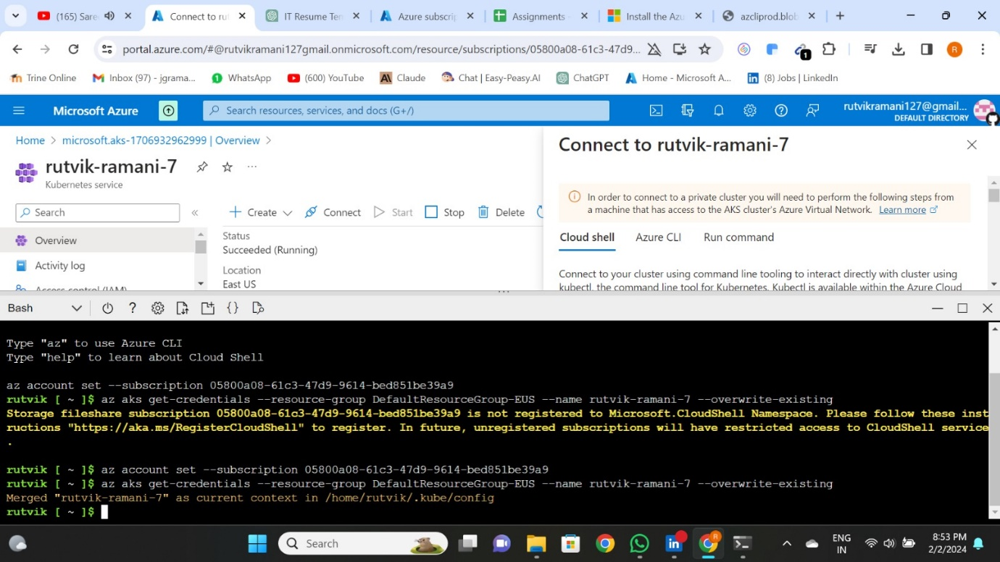 (165) Saree
Connect to rut
IT Resume Tem
Azure subscrip
Assignments -
Install the Azu
azcliprod.blob
portal.azure.com/#@rutvikramani127gmail.onmicrosoft.com/resource/subscriptions/05800a08-61c3-47d9...
1
R
Trine Online
Inbox (97) - jgrama...
WhatsApp
(600) YouTube
Claude
Chat | Easy-Peasy.AI
ChatGPT
Home - Microsoft A...
(8) Jobs | LinkedIn
Microsoft Azure
Search resources, services, and docs (G+/)
rutvikramani127@gmail...
DEFAULT DIRECTORY
Home > microsoft.aks-1706932962999 | Overview >
rutvik-ramani-7
Kubernetes service
Search
Create
Connect
Start
Stop
Delete
Overview
Activity log
Access control (IAM)
Status
Succeeded (Running)
Location
East US
Connect to rutvik-ramani-7
In order to connect to a private cluster you will need to perform the following steps from
a machine that has access to the AKS cluster's Azure Virtual Network. Learn more
Cloud shell
Azure CLI
Run command
Connect to your cluster using command line tooling to interact directly with cluster using
kubectl, the command line tool for Kubernetes. Kubectl is available within the Azure Cloud
Bash
Type "az" to use Azure CLI
Type "help" to learn about Cloud Shell
az account set --subscription 05800a08-61c3-47d9-9614-bed851be39a9
rutvik [ ~ ]$ az aks get-credentials --resource-group DefaultResourceGroup-EUS --name rutvik-ramani-7 --overwrite-existing
Storage fileshare subscription 05800a08-61c3-47d9-9614-bed851be39a9 is not registered to Microsoft.CloudShell Namespace. Please follow these inst
ructions "https://aka.ms/RegisterCloudShell" to register. In future, unregistered subscriptions will have restricted access to CloudShell service
.
rutvik [ ~ ]$ az account set --subscription 05800a08-61c3-47d9-9614-bed851be39a9
rutvik [ ~ ]$ az aks get-credentials --resource-group DefaultResourceGroup-EUS --name rutvik-ramani-7 --overwrite-existing
Merged "rutvik-ramani-7" as current context in /home/rutvik/.kube/config
rutvik [ ~ ]$
Search
ENG
IN
8:53 PM
2/2/2024